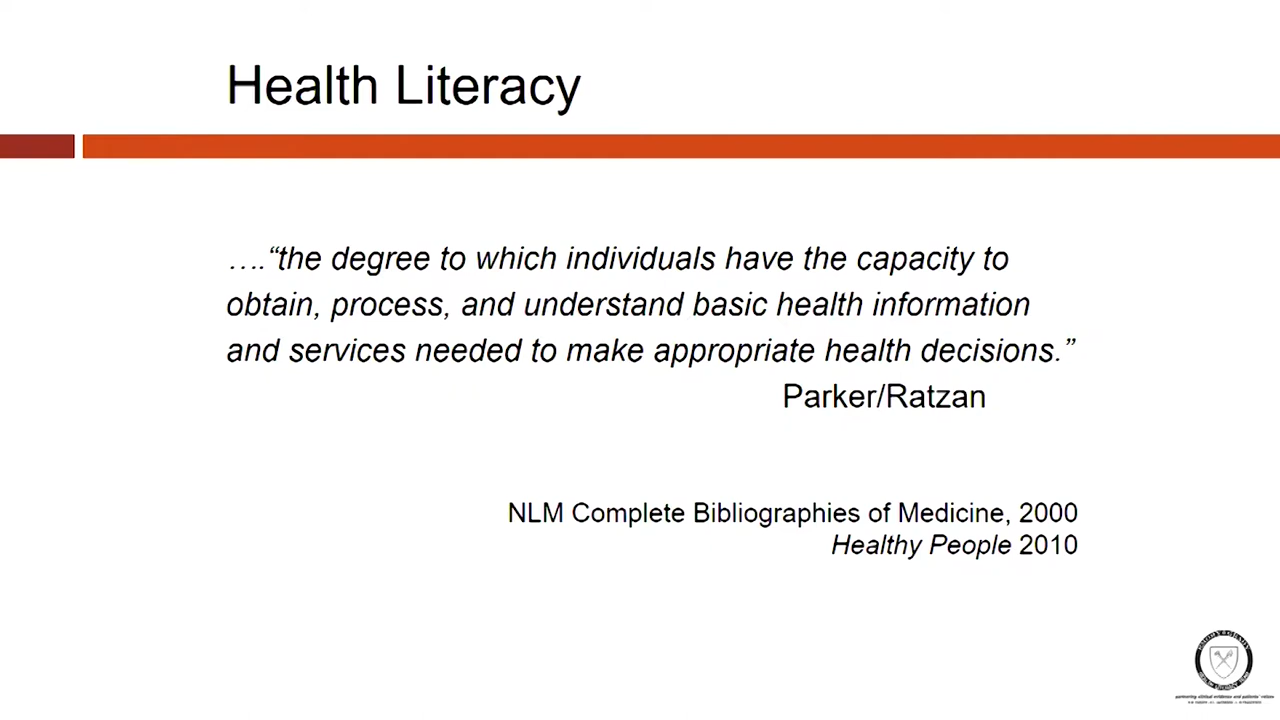 Health Literacy
…."the degree to which individuals have the capacity to
obtain, process, and understand basic health information
and services needed to make appropriate health decisions."
Parker/Ratzan
NLM Complete Bibliographies of Medicine, 2000
Healthy People 2010